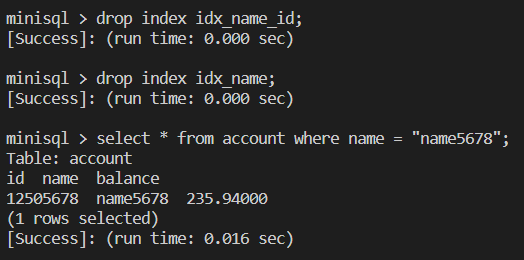 minisql > drop index idx_name_id;
[Success]: (run time: 0.000 sec)
minisql > drop index idx_name;
[Success]: (run time: 0.000 sec)
minisql > select * from account where name = "name5678";
Table: account
id  name  balance
12505678  name5678  235.94000
(1 rows selected)
[Success]: (run time: 0.016 sec)